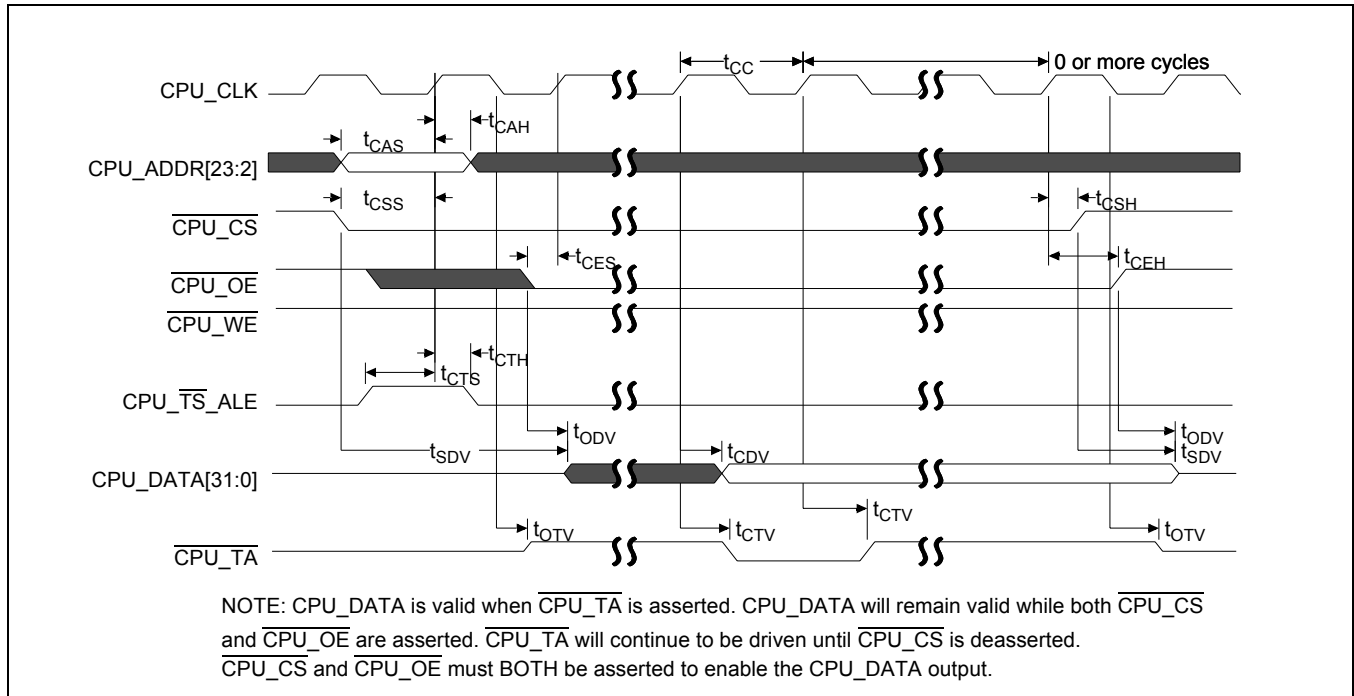 tCC
0 or more cycles
CPU_CLK
tCAH
tCAS
CPU_ADDR[23:2]
tCSS
tCSH
CPU_CS
tCES
tCEH
CPU_OE
CPU_WE
tCTH
tCTS
CPU_TS_ALE
tODV
tODV
tSDV
tCDV
tSDV
CPU_DATA[31:0]
tCTV
tOTV
tCTV
tOTV
CPU_TA
NOTE: CPU_DATA is valid when CPU_TA is asserted. CPU_DATA will remain valid while both CPU_CS
and CPU_OE are asserted. CPU_TA will continue to be driven until CPU_CS is deasserted.
CPU_CS and CPU_OE must BOTH be asserted to enable the CPU_DATA output.